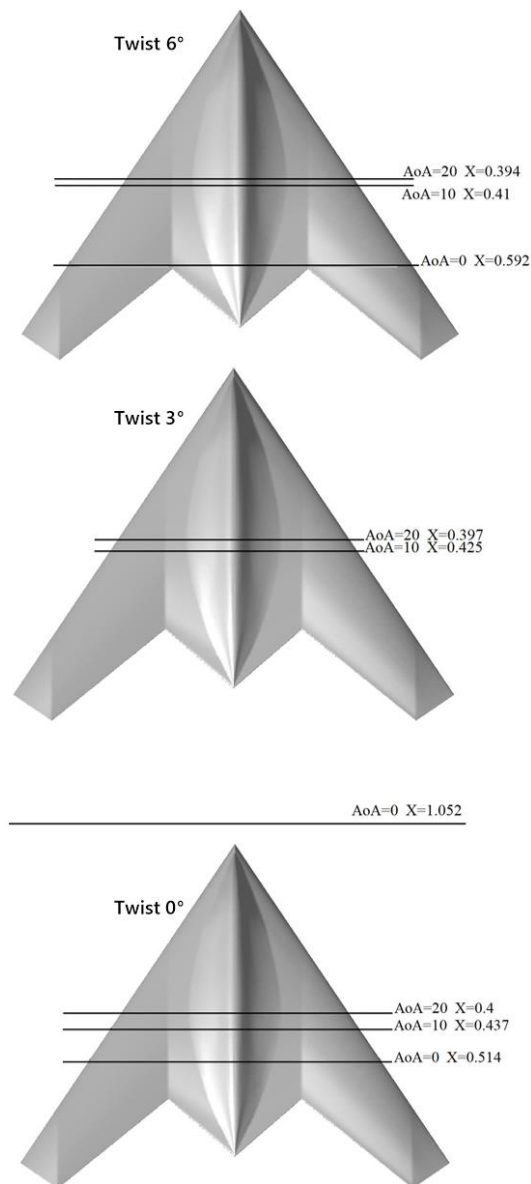 Twist 6°
AoA=20 X=0.394
AoA=10 X=0.41
AoA=0 X=0.592
Twist 3°
AoA=20 X=0.397
AoA=10 X=0.425
AoA=0 X=1.052
Twist 0°
AoA=20 X=0.4
AoA=10 X=0.437
AoA=0 X=0.514